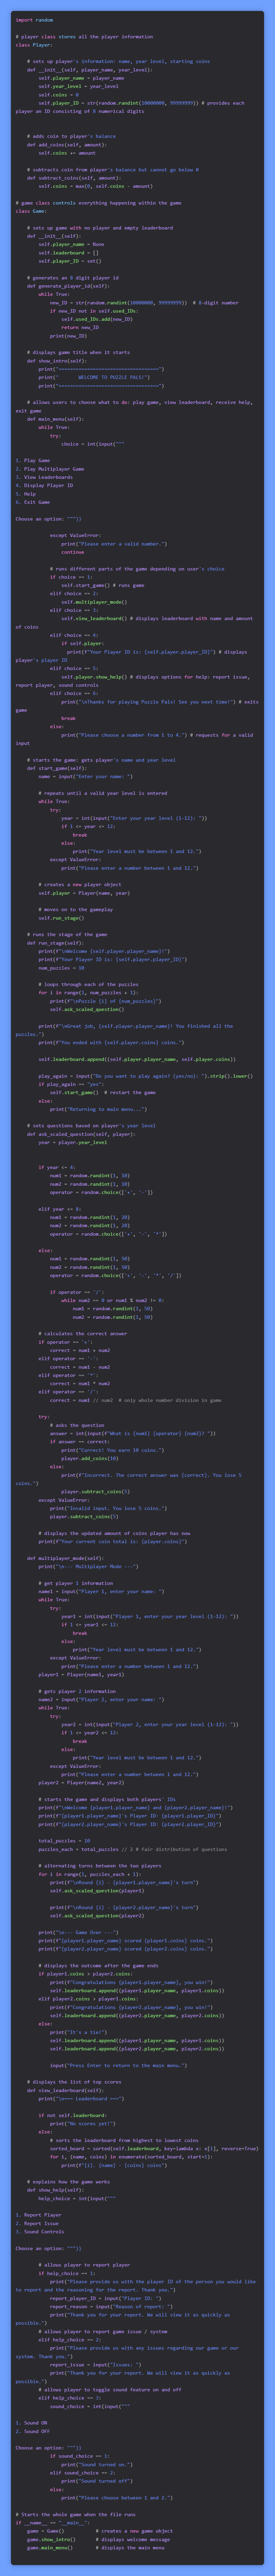 import random

# player class stores all the player information
class Player:

    # sets up player's information: name, year level, starting coins
    def __init__(self, player_name, year_level):
        self.player_name = player_name
        self.year_level = year_level
        self.coins = 0
        self.player_ID = str(random.randint(10000000, 99999999)) # provides each
player an ID consisting of 8 numerical digits

    # adds coin to player's balance
    def add_coins(self, amount):
        self.coins += amount

    # subtracts coin from player's balance but cannot go below 0
    def subtract_coins(self, amount):
        self.coins = max(0, self.coins - amount)

# game class controls everything happening within the game
class Game:

    # sets up game with no player and empty leaderboard
    def __init__(self):
        self.player_name = None
        self.leaderboard = []
        self.player_ID = set()

    # generates an 8 digit player id
    def generate_player_id(self):
        while True:
            new_ID = str(random.randint(10000000, 99999999))  # 8-digit number
            if new_ID not in self.used_IDs:
                self.used_IDs.add(new_ID)
                return new_ID
            print(new_ID)

    # displays game title when it starts
    def show_intro(self):
        print("===================================")
        print("       WELCOME TO PUZZLE PALS!")
        print("===================================")

    # allows users to choose what to do: play game, view leaderboard, receive help,
exit game
    def main_menu(self):
        while True:
            try:
                choice = int(input("""

1. Play Game
2. Play Multiplayer Game
3. View Leaderboards
4. Display Player ID
5. Help
6. Exit Game

Choose an option: """))

            except ValueError:
                print("Please enter a valid number.")
                continue

            # runs different parts of the game depending on user's choice
            if choice == 1:
                self.start_game() # runs game
            elif choice == 2:
                self.multiplayer_mode()
            elif choice == 3:
                self.view_leaderboard() # displays leaderboard with name and amount
of coins
            elif choice == 4:
                if self.player:
                  print(f"Your Player ID is: {self.player.player_ID}") # displays
player's player ID
            elif choice == 5:
                self.player.show_help() # displays options for help: report issue,
report player, sound controls
            elif choice == 6:
                print("\nThanks for playing Puzzle Pals! See you next time!") # exits
game
                break
            else:
                print("Please choose a number from 1 to 4.") # requests for a valid
input

    # starts the game: gets player's name and year level
    def start_game(self):
        name = input("Enter your name: ")

        # repeats until a valid year level is entered
        while True:
            try:
                year = int(input("Enter your year level (1-12): "))
                if 1 <= year <= 12:
                    break
                else:
                    print("Year level must be between 1 and 12.")
            except ValueError:
                print("Please enter a number between 1 and 12.")

        # creates a new player object
        self.player = Player(name, year)

        # moves on to the gameplay
        self.run_stage()

    # runs the stage of the game
    def run_stage(self):
        print(f"\nWelcome {self.player.player_name}!")
        print(f"Your Player ID is: {self.player.player_ID}")
        num_puzzles = 10

        # loops through each of the puzzles
        for i in range(1, num_puzzles + 1):
            print(f"\nPuzzle {i} of {num_puzzles}")
            self.ask_scaled_question()

        print(f"\nGreat job, {self.player.player_name}! You finished all the
puzzles.")
        print(f"You ended with {self.player.coins} coins.")

        self.leaderboard.append((self.player.player_name, self.player.coins))

        play_again = input("Do you want to play again? (yes/no): ").strip().lower()
        if play_again == "yes":
            self.start_game()  # restart the game
        else:
            print("Returning to main menu...")

    # sets questions based on player's year level
    def ask_scaled_question(self, player):
        year = player.year_level

        if year <= 4:
            num1 = random.randint(1, 10)
            num2 = random.randint(1, 10)
            operator = random.choice(['+', '-'])

        elif year <= 8:
            num1 = random.randint(1, 20)
            num2 = random.randint(1, 20)
            operator = random.choice(['+', '-', '*'])

        else:
            num1 = random.randint(1, 50)
            num2 = random.randint(1, 50)
            operator = random.choice(['+', '-', '*', '/'])

            if operator == '/':
                while num2 == 0 or num1 % num2 != 0:
                    num1 = random.randint(1, 50)
                    num2 = random.randint(1, 50)

        # calculates the correct answer
        if operator == '+':
            correct = num1 + num2
        elif operator == '-':
            correct = num1 - num2
        elif operator == '*':
            correct = num1 * num2
        elif operator == '/':
            correct = num1 // num2  # only whole number division in game

        try:
            # asks the question
            answer = int(input(f"What is {num1} {operator} {num2}? "))
            if answer == correct:
                print("Correct! You earn 10 coins.")
                player.add_coins(10)
            else:
                print(f"Incorrect. The correct answer was {correct}. You lose 5
coins.")
                player.subtract_coins(5)
        except ValueError:
            print("Invalid input. You lose 5 coins.")
            player.subtract_coins(5)

        # displays the updated amount of coins player has now
        print(f"Your current coin total is: {player.coins}")

    def multiplayer_mode(self):
        print("\n--- Multiplayer Mode ---")

        # get player 1 information
        name1 = input("Player 1, enter your name: ")
        while True:
            try:
                year1 = int(input("Player 1, enter your year level (1-12): "))
                if 1 <= year1 <= 12:
                    break
                else:
                    print("Year level must be between 1 and 12.")
            except ValueError:
                print("Please enter a number between 1 and 12.")
        player1 = Player(name1, year1)

        # gets player 2 information
        name2 = input("Player 2, enter your name: ")
        while True:
            try:
                year2 = int(input("Player 2, enter your year level (1-12): "))
                if 1 <= year2 <= 12:
                    break
                else:
                    print("Year level must be between 1 and 12.")
            except ValueError:
                print("Please enter a number between 1 and 12.")
        player2 = Player(name2, year2)

        # starts the game and displays both players' IDs
        print(f"\nWelcome {player1.player_name} and {player2.player_name}!")
        print(f"{player1.player_name}'s Player ID: {player1.player_ID}")
        print(f"{player2.player_name}'s Player ID: {player2.player_ID}")

        total_puzzles = 10
        puzzles_each = total_puzzles // 2 # fair distribution of questions

        # alternating turns between the two players
        for i in range(1, puzzles_each + 1):
            print(f"\nRound {i} - {player1.player_name}'s turn")
            self.ask_scaled_question(player1)

            print(f"\nRound {i} - {player2.player_name}'s turn")
            self.ask_scaled_question(player2)

        print("\n--- Game Over ---")
        print(f"{player1.player_name} scored {player1.coins} coins.")
        print(f"{player2.player_name} scored {player2.coins} coins.")

        # displays the outcome after the game ends
        if player1.coins > player2.coins:
            print(f"Congratulations {player1.player_name}, you win!")
            self.leaderboard.append((player1.player_name, player1.coins))
        elif player2.coins > player1.coins:
            print(f"Congratulations {player2.player_name}, you win!")
            self.leaderboard.append((player2.player_name, player2.coins))
        else:
            print("It's a tie!")
            self.leaderboard.append((player1.player_name, player1.coins))
            self.leaderboard.append((player2.player_name, player2.coins))

            input("Press Enter to return to the main menu.")

    # displays the list of top scores
    def view_leaderboard(self):
        print("\n=== Leaderboard ===")

        if not self.leaderboard:
            print("No scores yet!")
        else:
            # sorts the leaderboard from highest to lowest coins
            sorted_board = sorted(self.leaderboard, key=lambda x: x[1], reverse=True)
            for i, (name, coins) in enumerate(sorted_board, start=1):
                print(f"{i}. {name} - {coins} coins")

    # explains how the game works
    def show_help(self):
        help_choice = int(input("""

1. Report Player
2. Report Issue
3. Sound Controls

Choose an option: """))

        # allows player to report player
        if help_choice == 1:
            print("Please provide us with the player ID of the person you would like
to report and the reasoning for the report. Thank you.")
            report_player_ID = input("Player ID: ")
            report_reason = input("Reason of report: ")
            print("Thank you for your report. We will view it as quickly as
possible.")
        # allows player to report game issue / system
        elif help_choice == 2:
            print("Please provide us with any issues regarding our game or our
system. Thank you.")
            report_issue = input("Issues: ")
            print("Thank you for your report. We will view it as quickly as
possible.")
        # allows player to toggle sound feature on and off
        elif help_choice == 3:
            sound_choice = int(input("""

1. Sound ON
2. Sound OFF

Choose an option: """))
            if sound_choice == 1:
                print("Sound turned on.")
            elif sound_choice == 2:
                print("Sound turned off")
            else:
                print("Please choose between 1 and 2.")

# Starts the whole game when the file runs
if __name__ == "__main__":
    game = Game()           # creates a new game object
    game.show_intro()       # displays welcome message
    game.main_menu()        # displays the main menu